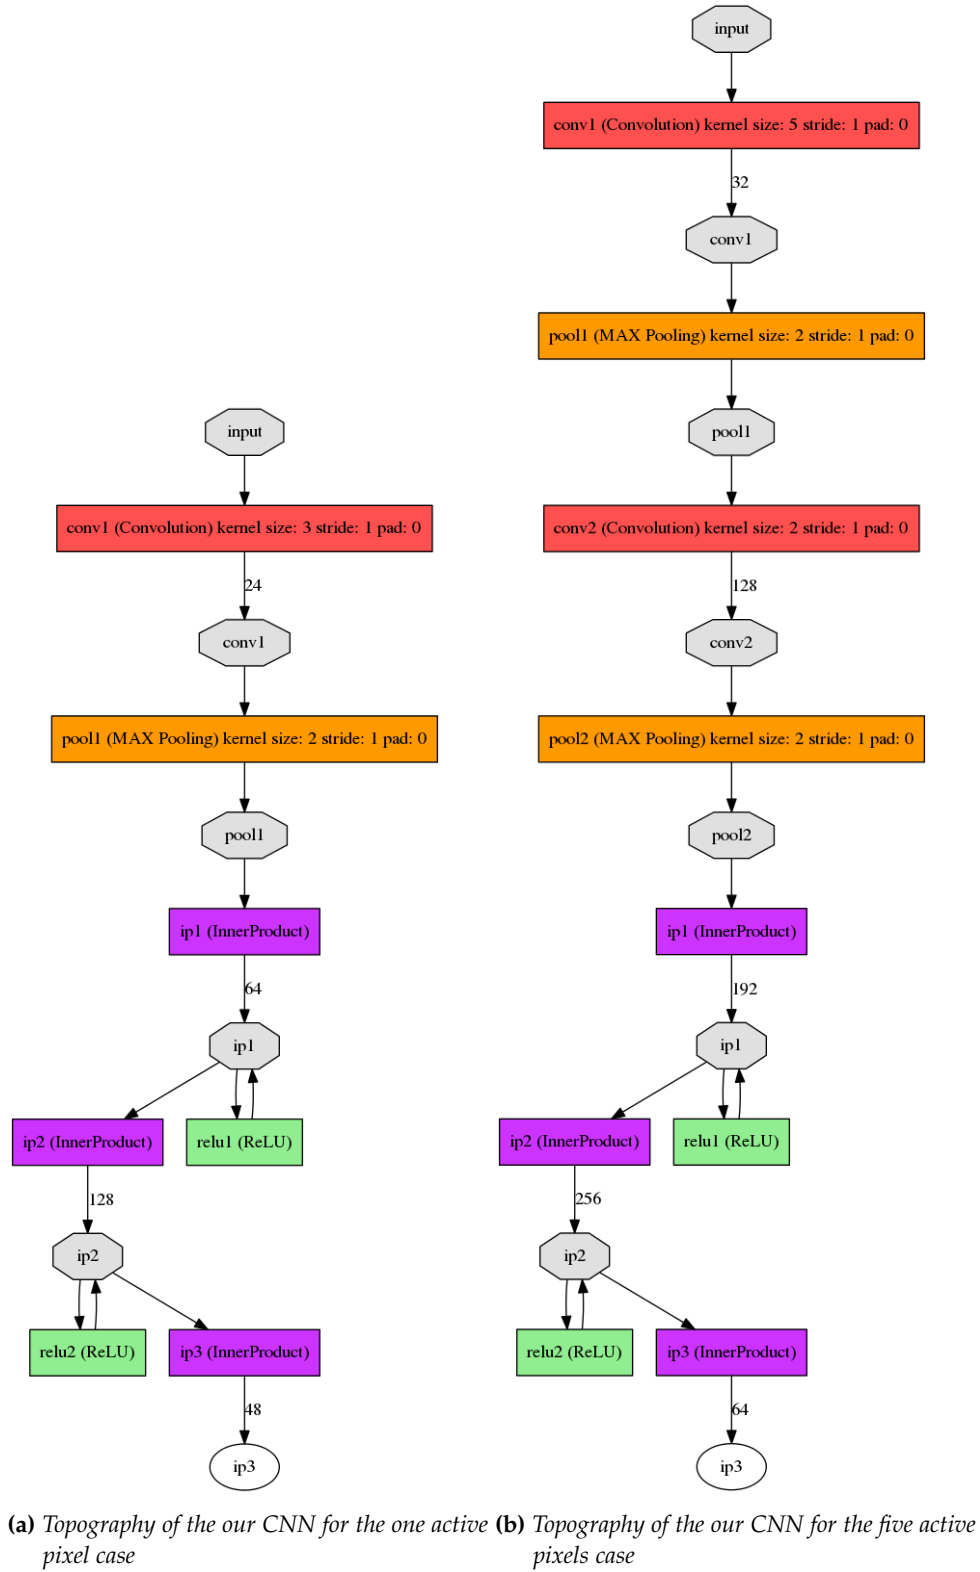 input
conv1 (Convolution) kernel size: 3 stride: 1 pad: 0
24
conv1
pool1 (MAX Pooling) kernel size: 2 stride: 1 pad: 0
pool1
ip1 (InnerProduct)
64
ip1
ip2 (InnerProduct)
relu1 (ReLU)
128
ip2
relu2 (ReLU)
ip3 (InnerProduct)
48
ip3
(a) Topography of the our CNN for the one active
pixel case
input
conv1 (Convolution) kernel size: 5 stride: 1 pad: 0
32
conv1
pool1 (MAX Pooling) kernel size: 2 stride: 1 pad: 0
pool1
conv2 (Convolution) kernel size: 2 stride: 1 pad: 0
128
conv2
pool2 (MAX Pooling) kernel size: 2 stride: 1 pad: 0
pool2
ip1 (InnerProduct)
192
ip1
ip2 (InnerProduct)
relu1 (ReLU)
256
ip2
relu2 (ReLU)
ip3 (InnerProduct)
64
ip3
(b) Topography of the our CNN for the five active
pixels case